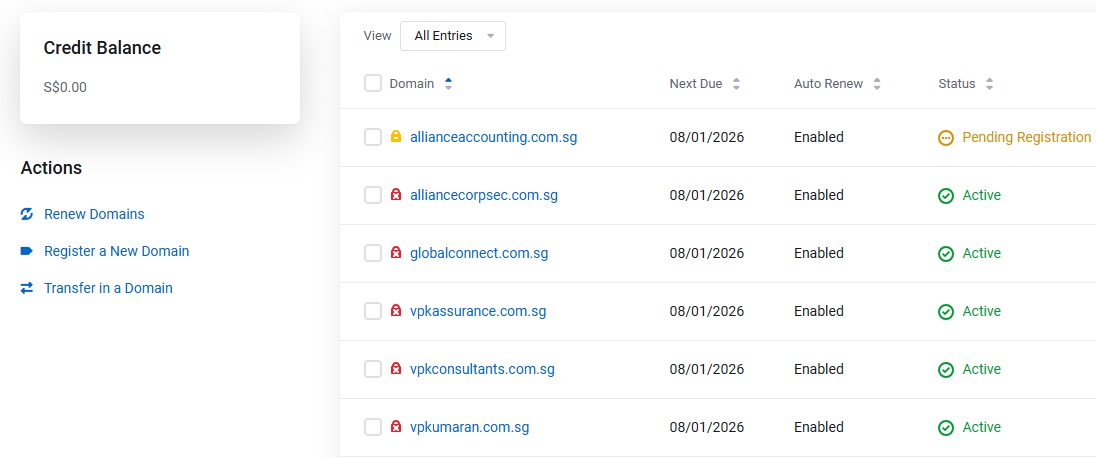 Credit Balance
S$0.00
Actions
Renew Domains
Register a New Domain
Transfer in a Domain
View All Entries
Domain Next Due Auto Renew Status
allianceaccounting.com.sg 08/01/2026 Enabled Pending Registration
alliancecorpsec.com.sg 08/01/2026 Enabled Active
globalconnect.com.sg 08/01/2026 Enabled Active
vpkassurance.com.sg 08/01/2026 Enabled Active
vpkconsultants.com.sg 08/01/2026 Enabled Active
vpkumaran.com.sg 08/01/2026 Enabled Active